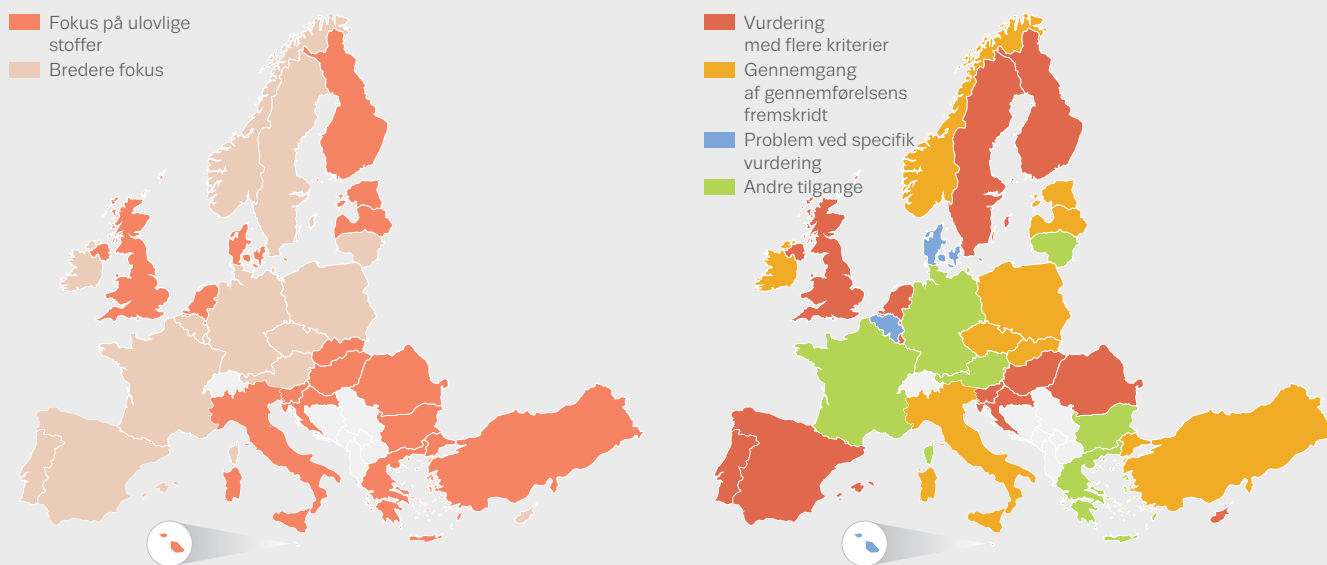 Fokus på ulovlige
stoffer
Bredere fokus
Vurdering
med flere kriterier
Gennemgang
af gennemførelsens
fremskridt
Problem ved specifik
vurdering
Andre tilgange